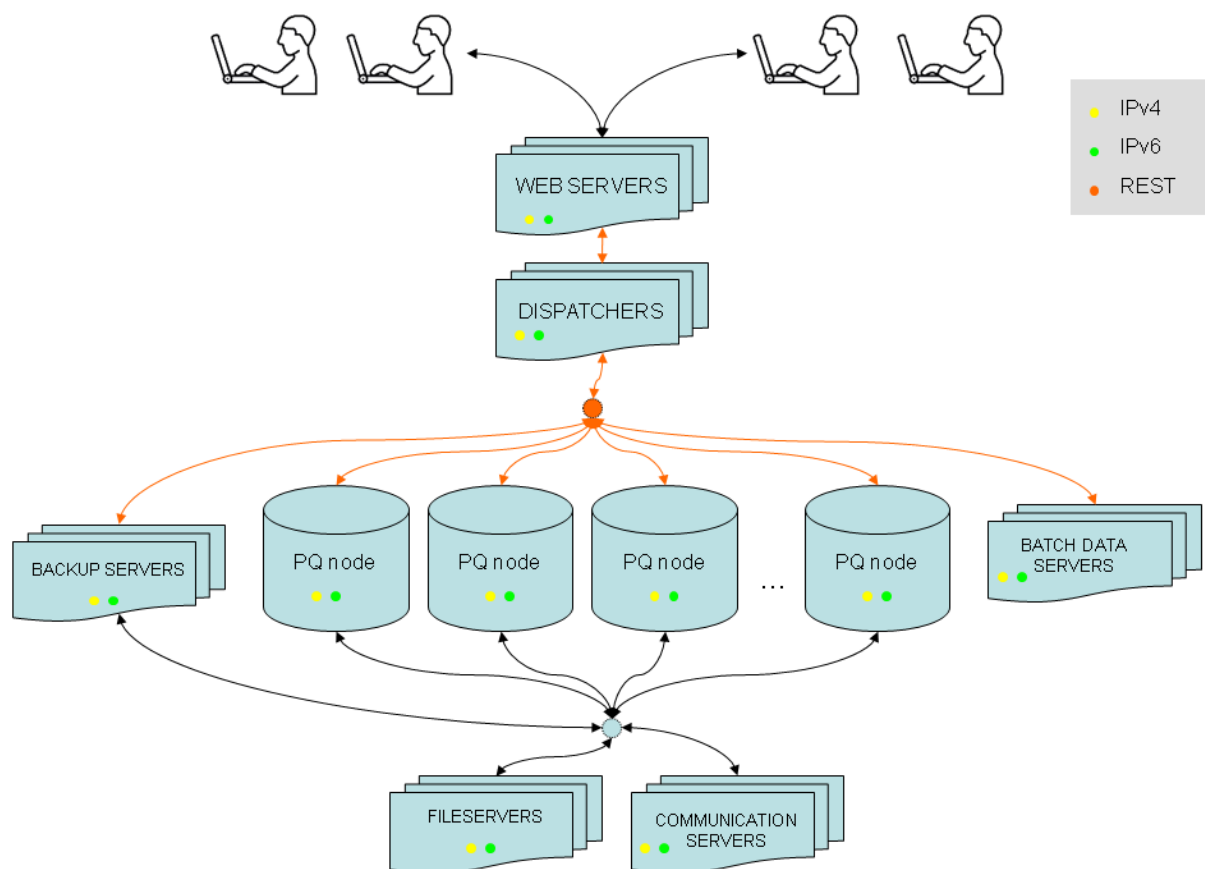 IPv4
IPv6
REST
WEB SERVERS
DISPATCHERS
BACKUP SERVERS
PQ node
PQ node
PQ node
...
PQ node
BATCH DATA
SERVERS
FILESERVERS
COMMUNICATION
SERVERS